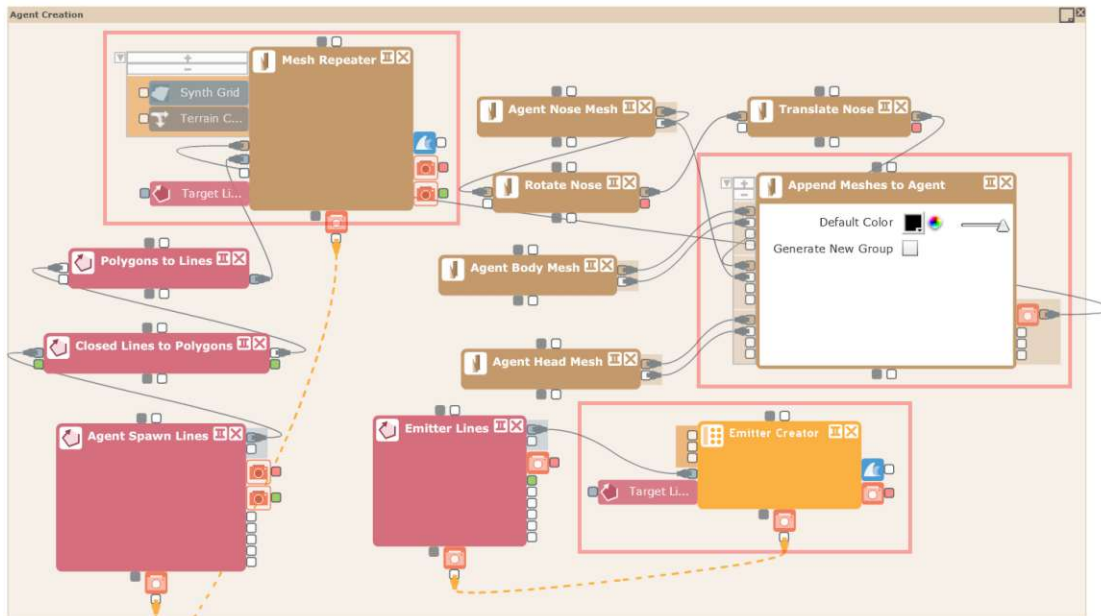 Agent Creation
Mesh Repeater
+
−
Synth Grid
Terrain C...
Target Li...
Agent Nose Mesh
Translate Nose
Rotate Nose
Append Meshes to Agent
+
−
Default Color
Generate New Group
Polygons to Lines
Agent Body Mesh
Closed Lines to Polygons
Agent Head Mesh
Agent Spawn Lines
Emitter Lines
Emitter Creator
Target Li...